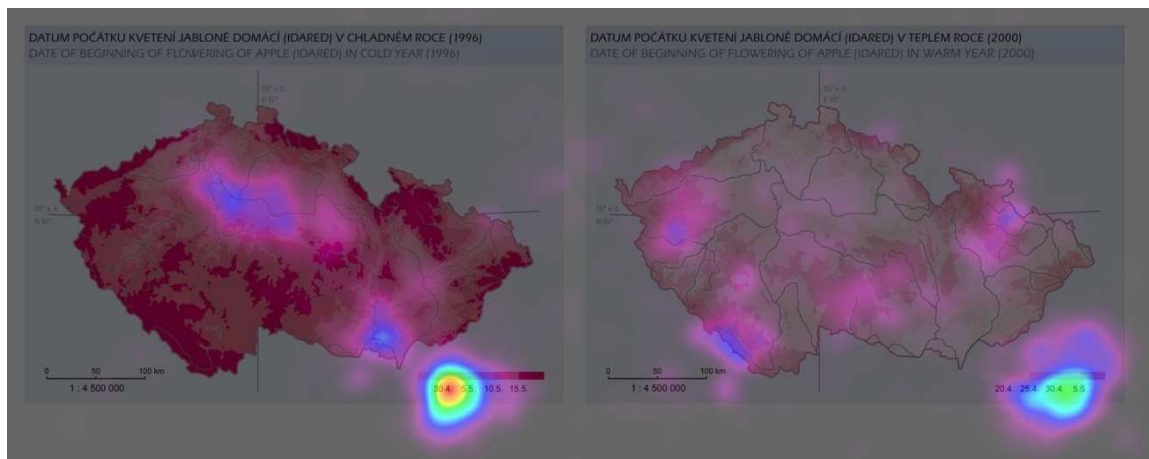 DATUM POČÁTKU KVETENÍ JABLONĚ DOMÁCÍ (IDARED) V CHLADNÉM ROCE (1996)
DATE OF BEGINNING OF FLOWERING OF APPLE (IDARED) IN COLD YEAR (1996)
0 50 100 km
1 : 4 500 000
30.4. 5.5. 10.5. 15.5.
DATUM POČÁTKU KVETENÍ JABLONĚ DOMÁCÍ (IDARED) V TEPLÉM ROCE (2000)
DATE OF BEGINNING OF FLOWERING OF APPLE (IDARED) IN WARM YEAR (2000)
0 50 100 km
1 : 4 500 000
20.4. 25.4. 30.4. 5.5.